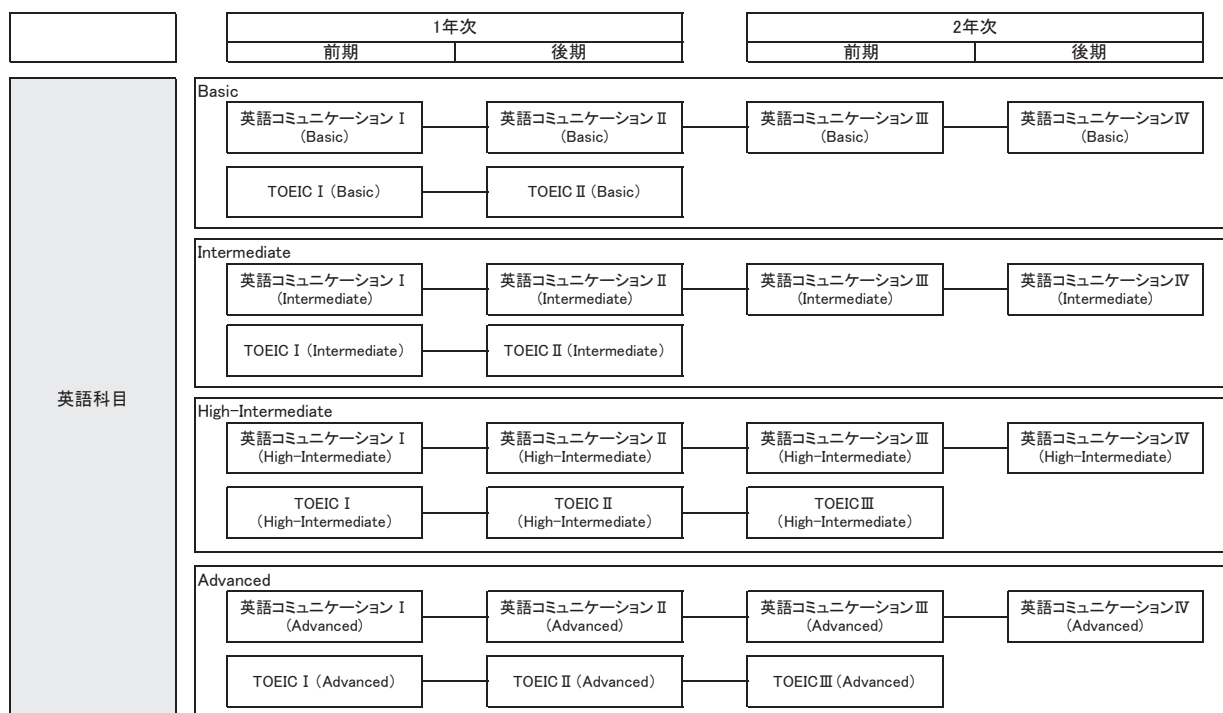 1年次
2年次
前期
後期
前期
後期
英語科目
Basic
英語コミュニケーションⅠ
(Basic)
英語コミュニケーションⅡ
(Basic)
英語コミュニケーションⅢ
(Basic)
英語コミュニケーションⅣ
(Basic)
TOEICⅠ(Basic)
TOEICⅡ(Basic)
Intermediate
英語コミュニケーションⅠ
(Intermediate)
英語コミュニケーションⅡ
(Intermediate)
英語コミュニケーションⅢ
(Intermediate)
英語コミュニケーションⅣ
(Intermediate)
TOEICⅠ(Intermediate)
TOEICⅡ(Intermediate)
High-Intermediate
英語コミュニケーションⅠ
(High-Intermediate)
英語コミュニケーションⅡ
(High-Intermediate)
英語コミュニケーションⅢ
(High-Intermediate)
英語コミュニケーションⅣ
(High-Intermediate)
TOEICⅠ
(High-Intermediate)
TOEICⅡ
(High-Intermediate)
TOEICⅢ
(High-Intermediate)
Advanced
英語コミュニケーションⅠ
(Advanced)
英語コミュニケーションⅡ
(Advanced)
英語コミュニケーションⅢ
(Advanced)
英語コミュニケーションⅣ
(Advanced)
TOEICⅠ(Advanced)
TOEICⅡ(Advanced)
TOEICⅢ(Advanced)